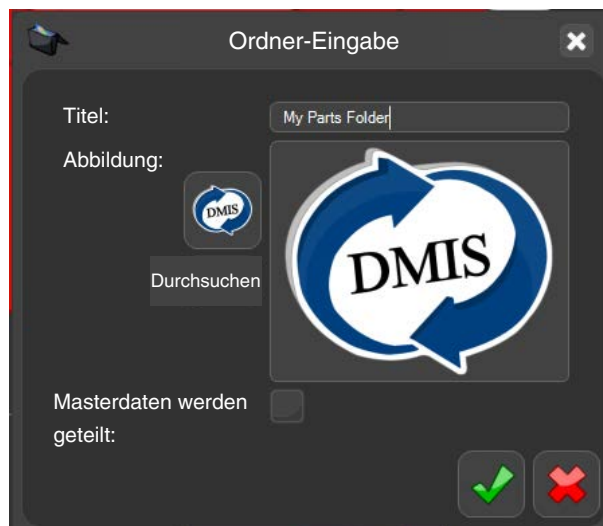 Ordner-Eingabe
Titel:
My Parts Folder
Abbildung:
DMIS
DMIS
Durchsuchen
Masterdaten werden
geteilt: